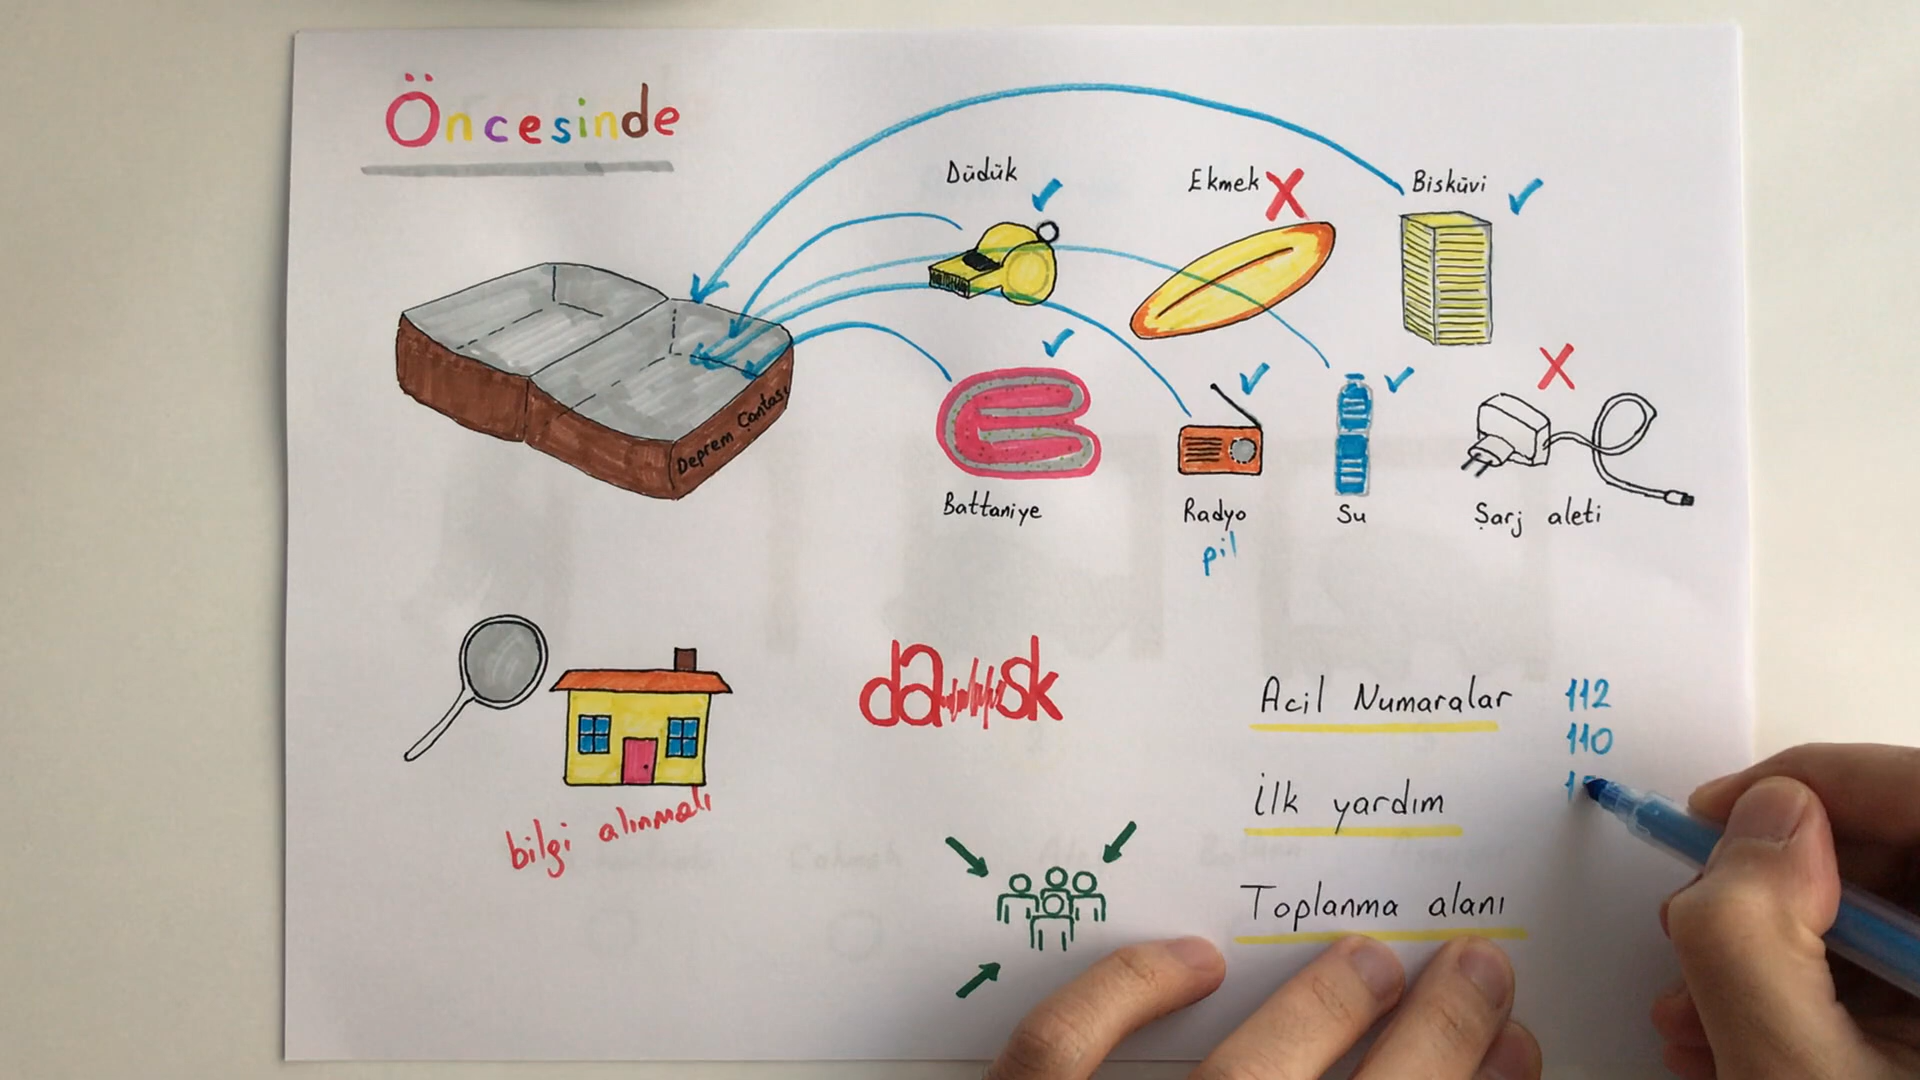 Öncesinde
Düdük
Ekmek
Bisküvi
Deprem Çantası
Battaniye
Radyo
pil
Su
Şarj aleti
bilgi alınmalı
dask
Acil Numaralar
112
110
İlk yardım
Toplanma alanı